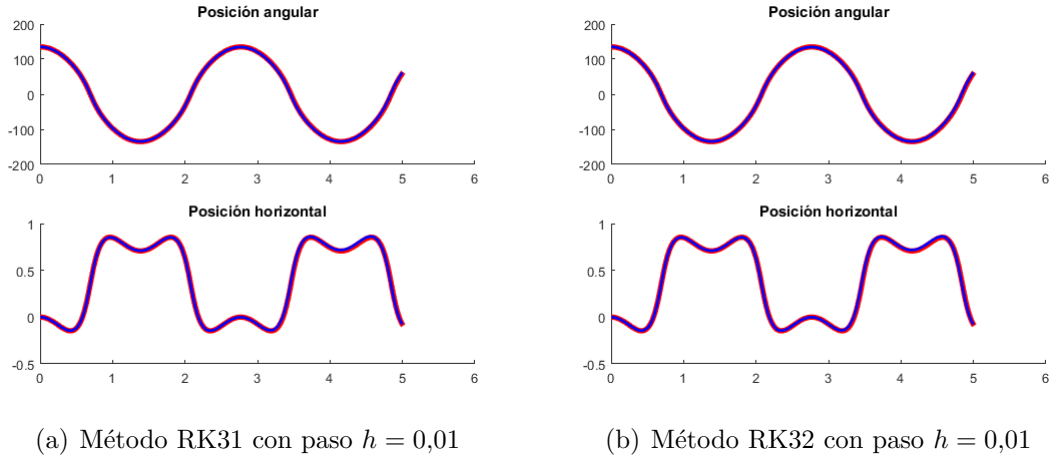 Posición angular
200
100
0
-100
-200
0 1 2 3 4 5 6
Posición horizontal
1
0.5
0
-0.5
0 1 2 3 4 5 6
(a) Método RK31 con paso h = 0,01
Posición angular
200
100
0
-100
-200
0 1 2 3 4 5 6
Posición horizontal
1
0.5
0
-0.5
0 1 2 3 4 5 6
(b) Método RK32 con paso h = 0,01